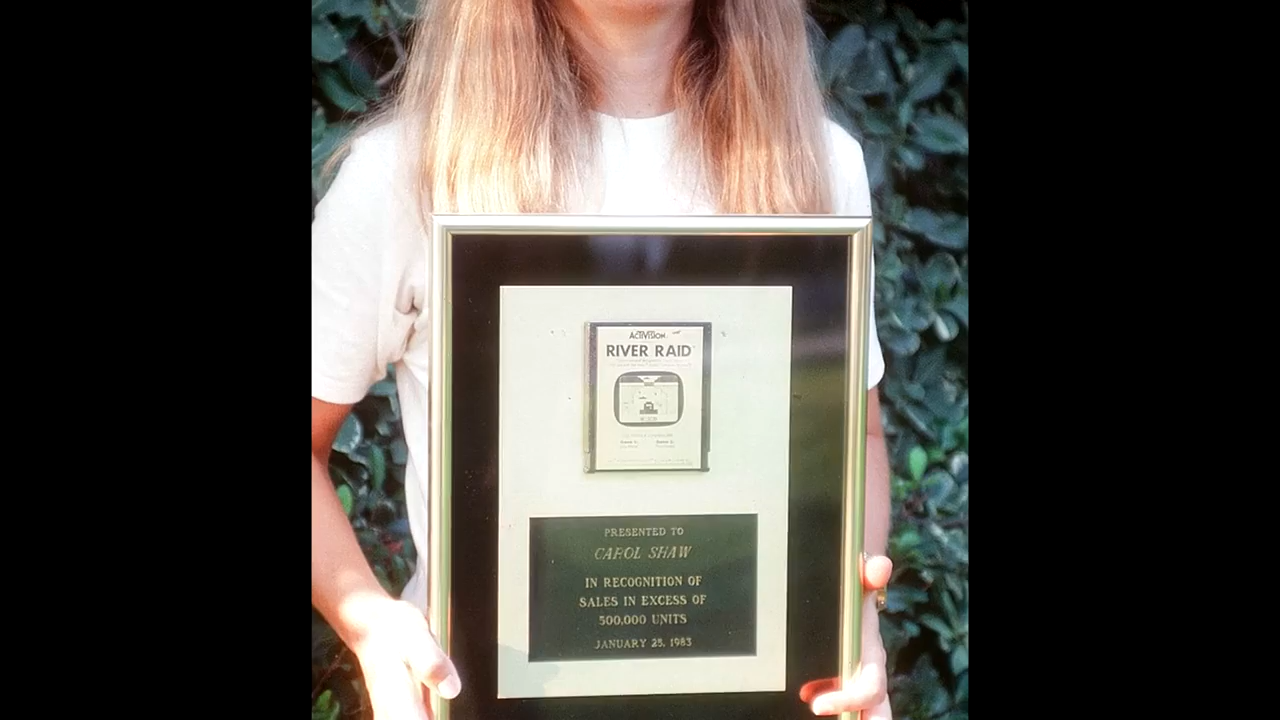 ACTIVISION
RIVER RAID
PRESENTED TO
CAROL SHAW
IN RECOGNITION OF
SALES IN EXCESS OF
500,000 UNITS
JANUARY 25, 1983